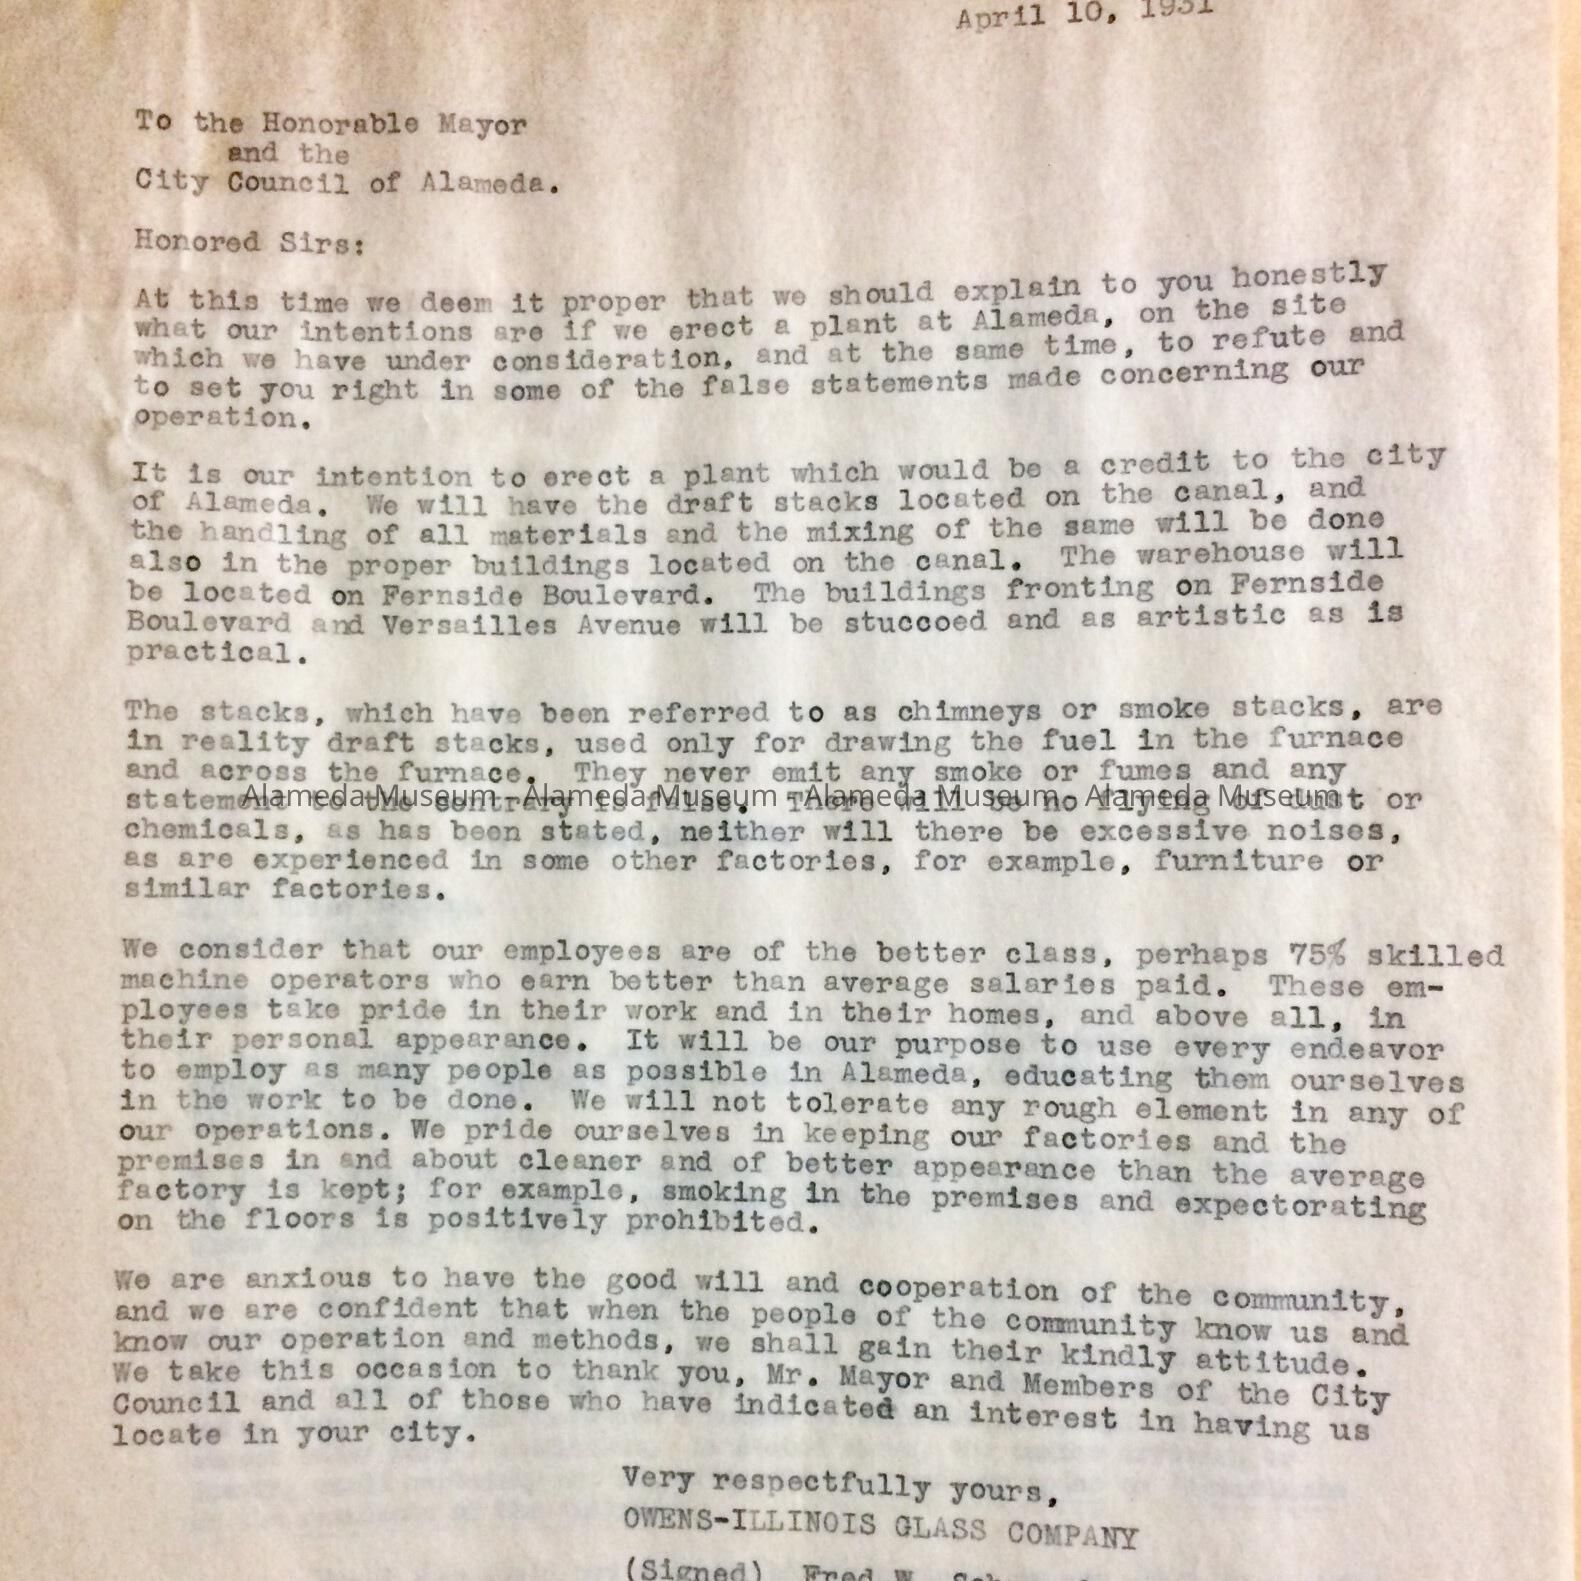 April 10, 1931
To the Honorable Mayor
and the
City Council of Alameda.
Honored Sirs:
At this time we deem it proper that we should explain to you honestly
what our intentions are if we erect a plant at Alameda, on the site
which we have under consideration, and at the same time, to refute and
to set you right in some of the false statements made concerning our
operation.
It is our intention to erect a plant which would be a credit to the city
of Alameda. We will have the draft stacks located on the canal, and
the handling of all materials and the mixing of the same will be done
also in the proper buildings located on the canal. The warehouse will
be located on Fernside Boulevard. The buildings fronting on Fernside
Boulevard and Versailles Avenue will be stuccoed and as artistic as is
practical.
The stacks, which have been referred to as chimneys or smoke stacks, are
in reality draft stacks, used only for drawing the fuel in the furnace
and across the furnace. They never emit any smoke or fumes and any
statement to the contrary is false. There will be no flying of dust or
Alameda Museum - Alameda Museum - Alameda Museum - Alameda Museum
chemicals, as has been stated, neither will there be excessive noises,
as are experienced in some other factories, for example, furniture or
similar factories.
We consider that our employees are of the better class, perhaps 75% skilled
machine operators who earn better than average salaries paid. These em-
ployees take pride in their work and in their homes, and above all, in
their personal appearance. It will be our purpose to use every endeavor
to employ as many people as possible in Alameda, educating them ourselves
in the work to be done. We will not tolerate any rough element in any of
our operations. We pride ourselves in keeping our factories and the
premises in and about cleaner and of better appearance than the average
factory is kept; for example, smoking in the premises and expectorating
on the floors is positively prohibited.
We are anxious to have the good will and cooperation of the community,
and we are confident that when the people of the community know us and
know our operation and methods, we shall gain their kindly attitude.
We take this occasion to thank you, Mr. Mayor and Members of the City
Council and all of those who have indicated an interest in having us
locate in your city.
Very respectfully yours,
OWENS-ILLINOIS GLASS COMPANY
(Signed) Fred W.